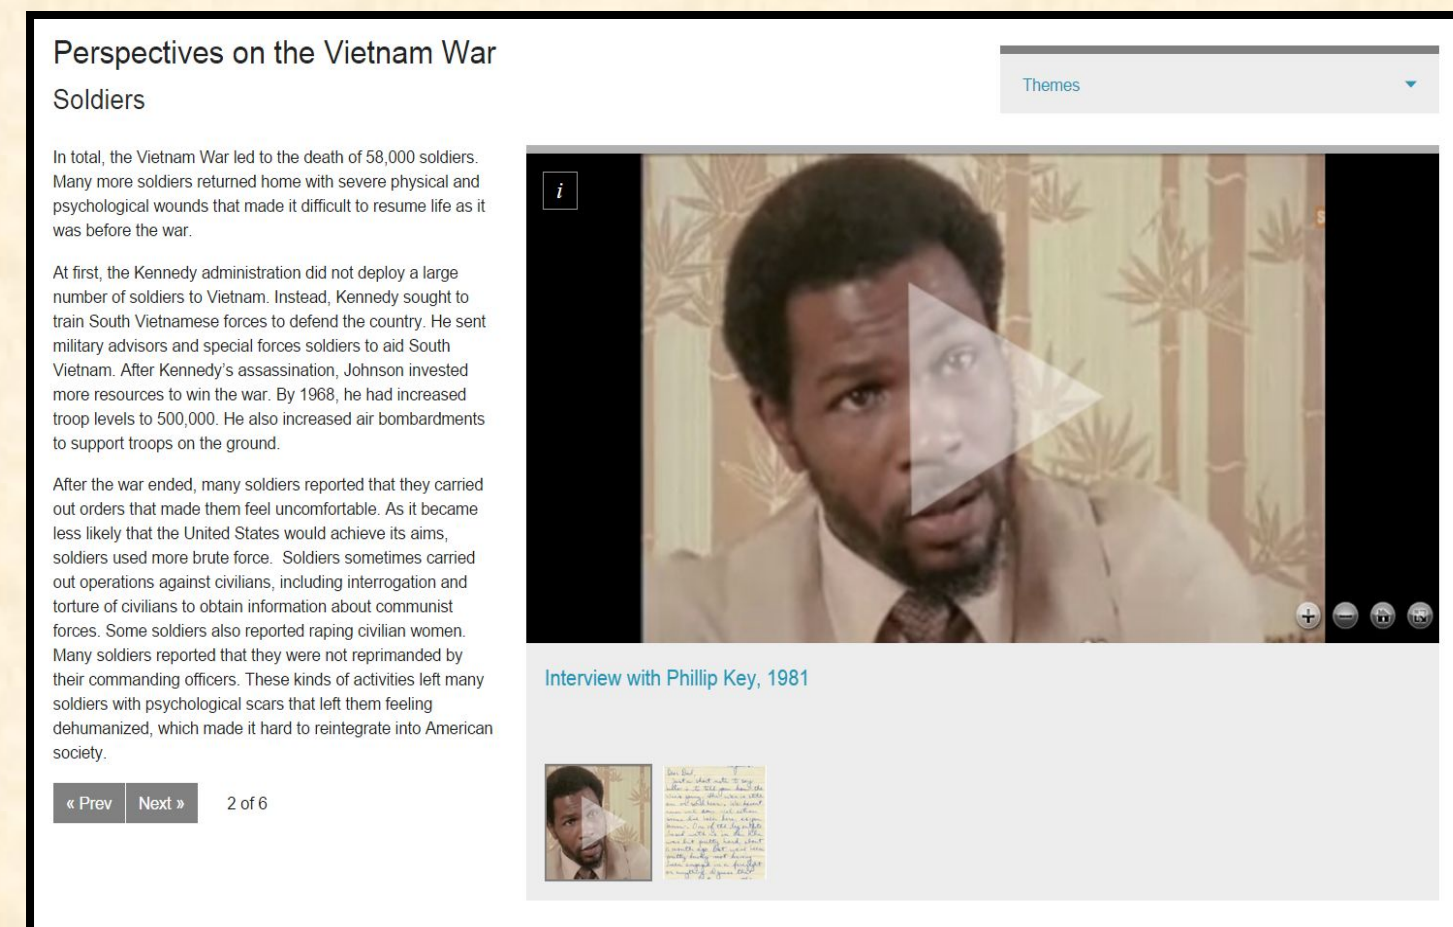 Perspectives on the Vietnam War
Soldiers
Themes
In total, the Vietnam War led to the death of 58,000 soldiers.
Many more soldiers returned home with severe physical and
psychological wounds that made it difficult to resume life as it
was before the war.
At first, the Kennedy administration did not deploy a large
number of soldiers to Vietnam. Instead, Kennedy sought to
train South Vietnamese forces to defend the country. He sent
military advisors and special forces soldiers to aid South
Vietnam. After Kennedy's assassination, Johnson invested
more resources to win the war. By 1968, he had increased
troop levels to 500,000. He also increased air bombardments
to support troops on the ground.
After the war ended, many soldiers reported that they carried
out orders that made them feel uncomfortable. As it became
less likely that the United States would achieve its aims,
soldiers used more brute force.  Soldiers sometimes carried
out operations against civilians, including interrogation and
torture of civilians to obtain information about communist
forces. Some soldiers also reported raping civilian women.
Many soldiers reported that they were not reprimanded by
their commanding officers. These kinds of activities left many
soldiers with psychological scars that left them feeling
dehumanized, which made it hard to reintegrate into American
society.
« Prev Next » 2 of 6
i
S
Interview with Phillip Key, 1981
Dear Dad,